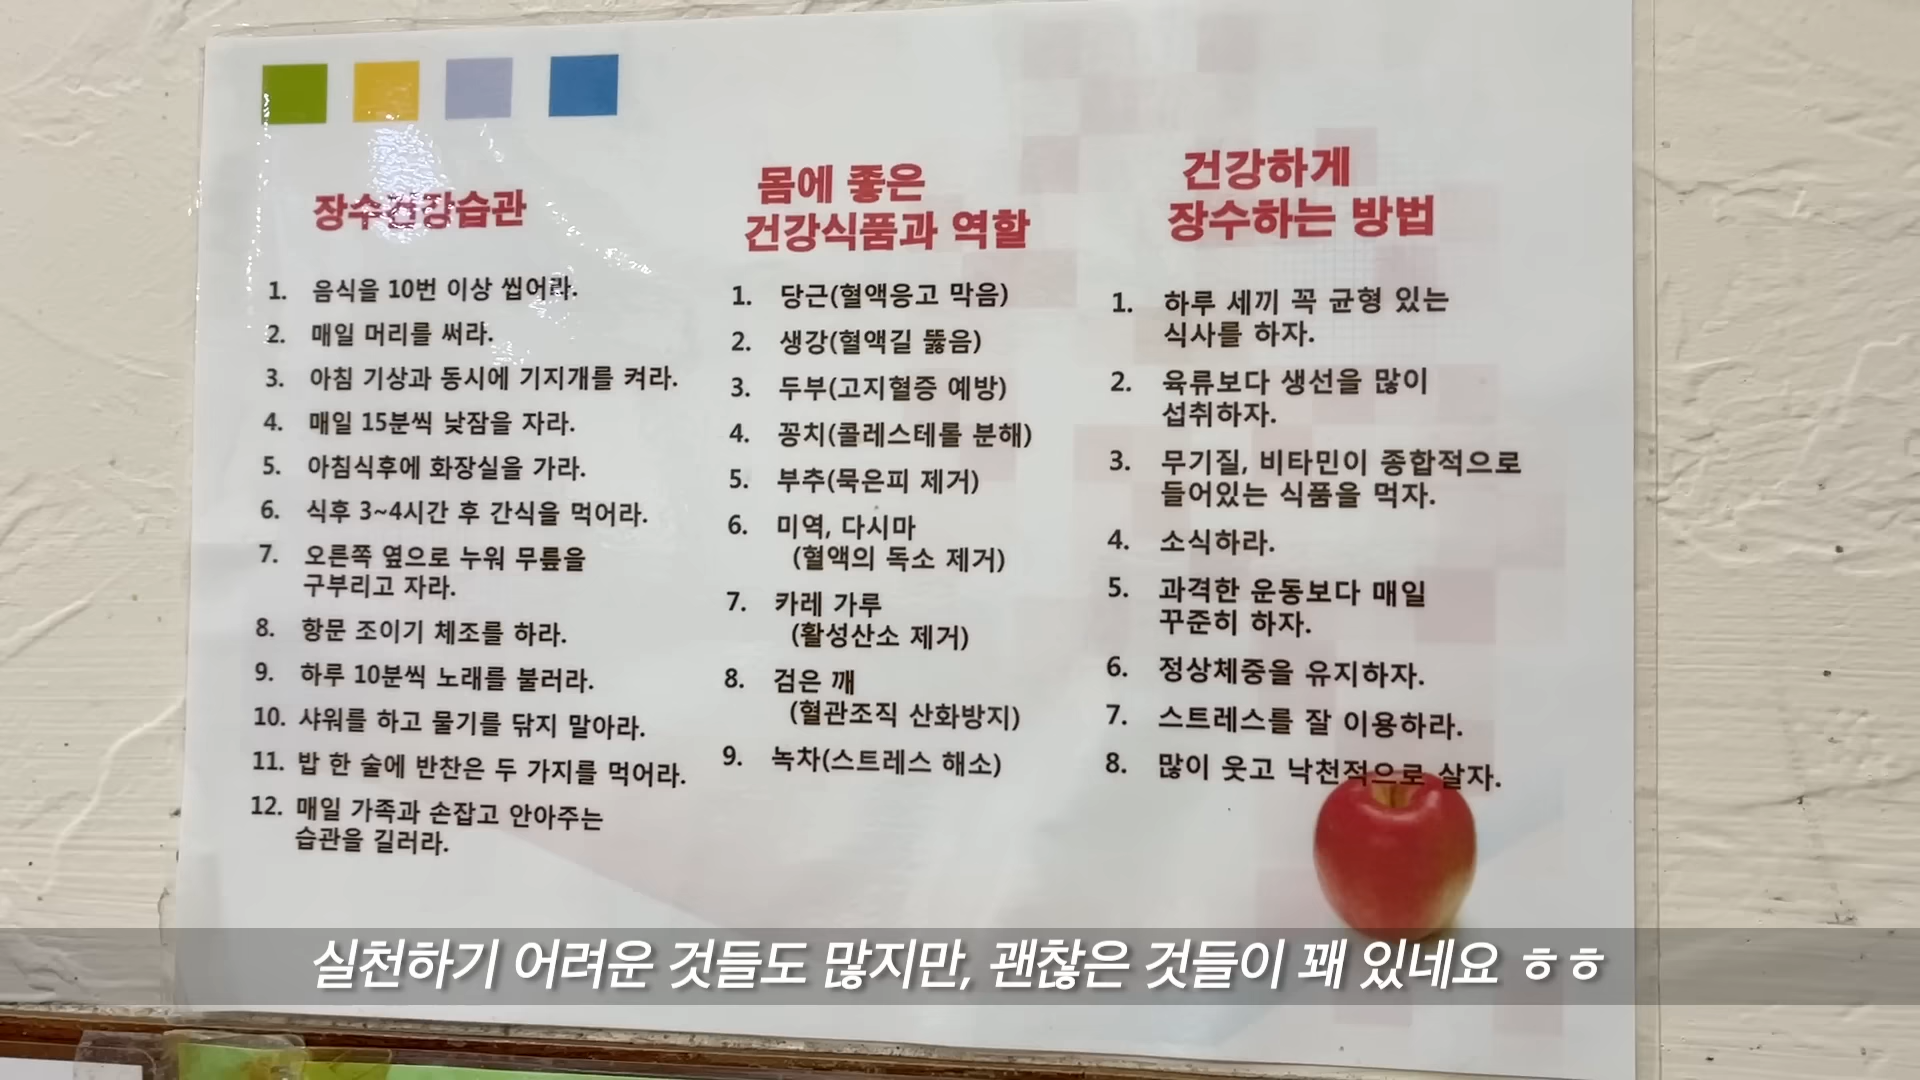 장수건강습관
1. 음식을 10번 이상 씹어라.
2. 매일 머리를 써라.
3. 아침 기상과 동시에 기지개를 켜라.
4. 매일 15분씩 낮잠을 자라.
5. 아침식후에 화장실을 가라.
6. 식후 3~4시간 후 간식을 먹어라.
7. 오른쪽 옆으로 누워 무릎을
구부리고 자라.
8. 항문 조이기 체조를 하라.
9. 하루 10분씩 노래를 불러라.
10. 샤워를 하고 물기를 닦지 말아라.
11. 밥 한 술에 반찬은 두 가지를 먹어라.
12. 매일 가족과 손잡고 안아주는
습관을 길러라.
몸에 좋은
건강식품과 역할
1. 당근(혈액응고 막음)
2. 생강(혈액길 뚫음)
3. 두부(고지혈증 예방)
4. 꽁치(콜레스테롤 분해)
5. 부추(묵은피 제거)
6. 미역, 다시마
(혈액의 독소 제거)
7. 카레 가루
(활성산소 제거)
8. 검은 깨
(혈관조직 산화방지)
9. 녹차(스트레스 해소)
건강하게
장수하는 방법
1. 하루 세끼 꼭 균형 있는
식사를 하자.
2. 육류보다 생선을 많이
섭취하자.
3. 무기질, 비타민이 종합적으로
들어있는 식품을 먹자.
4. 소식하라.
5. 과격한 운동보다 매일
꾸준히 하자.
6. 정상체중을 유지하자.
7. 스트레스를 잘 이용하라.
8. 많이 웃고 낙천적으로 살자.
실천하기 어려운 것들도 많지만, 괜찮은 것들이 꽤 있네요 ㅎㅎ